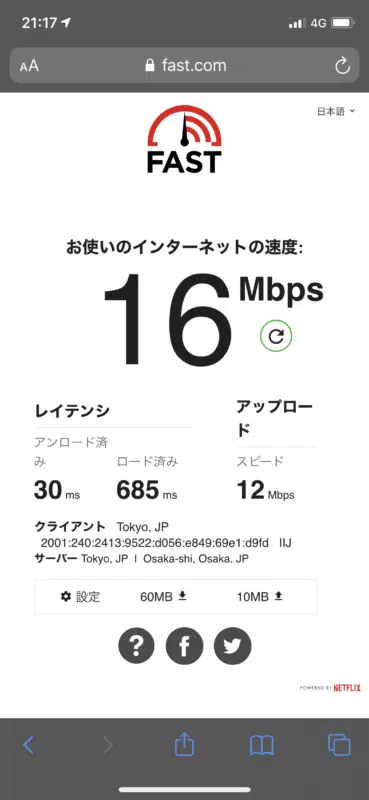 21:17 4G
AA fast.com
日本語
FAST
お使いのインターネットの速度:
16 Mbps
レイテンシ
アンロード済み
30 ms
ロード済み
685 ms
アップロード
スピード
12 Mbps
クライアント Tokyo, JP
2001:240:2413:9522:d056:e849:69e1:d9fd IIJ
サーバー Tokyo, JP | Osaka-shi, Osaka, JP
設定 60MB 10MB
POWERED BY NETFLIX